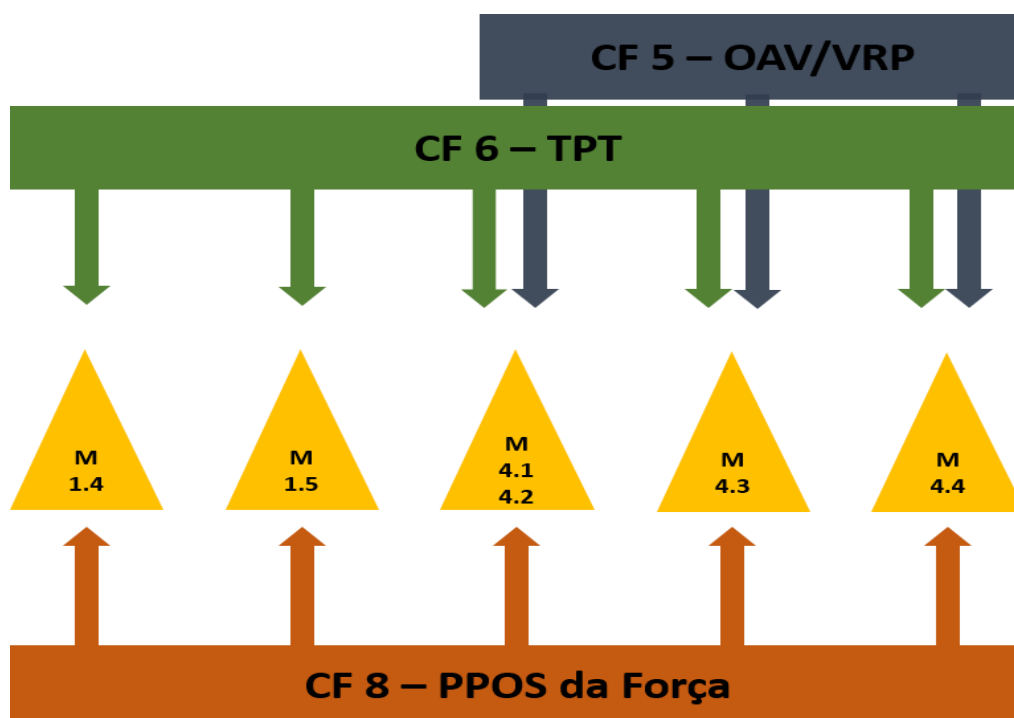 CF 5 – OAV/VRP
CF 6 – TPT
M
1.4
M
1.5
M
4.1
4.2
M
4.3
M
4.4
CF 8 – PPOS da Força